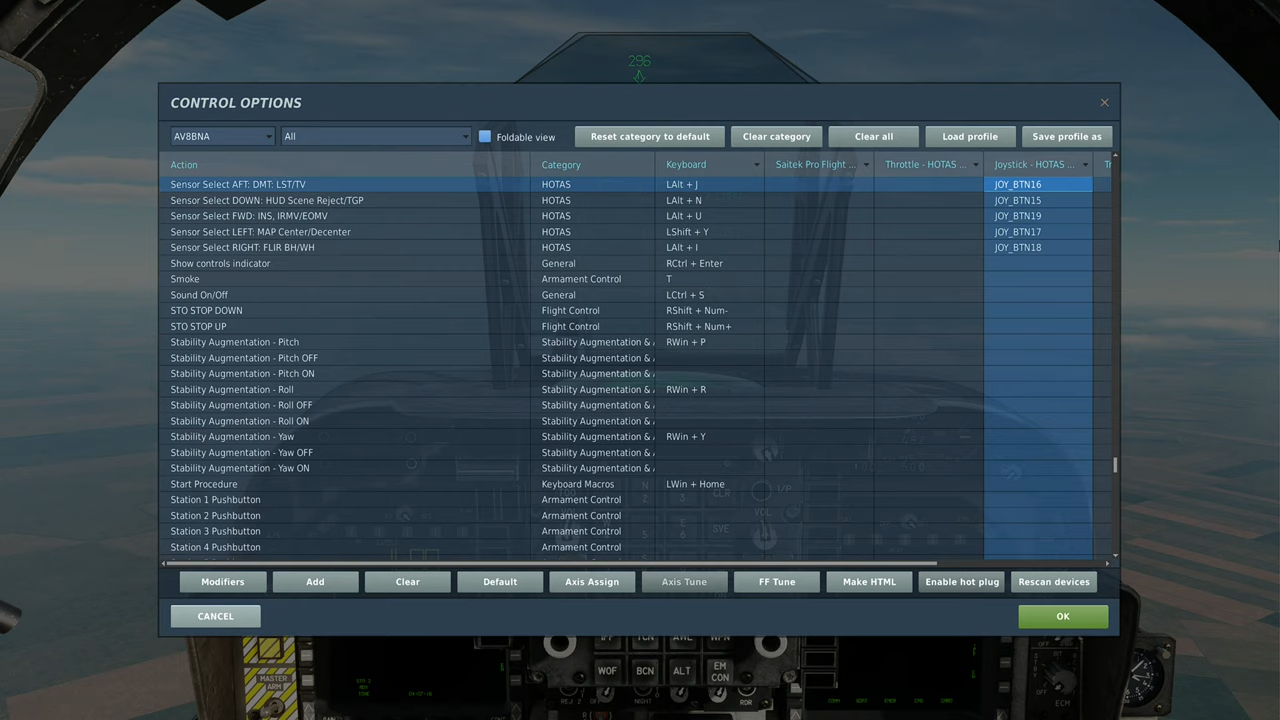 296
CONTROL OPTIONS ×
AV8BNA All Foldable view Reset category to default Clear category Clear all Load profile Save profile as
Action Category Keyboard Saitek Pro Flight ... Throttle - HOTAS ... Joystick - HOTAS ... Tr
Sensor Select AFT: DMT: LST/TV HOTAS LAlt + J JOY_BTN16
Sensor Select DOWN: HUD Scene Reject/TGP HOTAS LAlt + N JOY_BTN15
Sensor Select FWD: INS, IRMV/EOMV HOTAS LAlt + U JOY_BTN19
Sensor Select LEFT: MAP Center/Decenter HOTAS LShift + Y JOY_BTN17
Sensor Select RIGHT: FLIR BH/WH HOTAS LAlt + I JOY_BTN18
Show controls indicator General RCtrl + Enter
Smoke Armament Control T
Sound On/Off General LCtrl + S
STO STOP DOWN Flight Control RShift + Num-
STO STOP UP Flight Control RShift + Num+
Stability Augmentation - Pitch Stability Augmentation & A RWin + P
Stability Augmentation - Pitch OFF Stability Augmentation & A
Stability Augmentation - Pitch ON Stability Augmentation & A
Stability Augmentation - Roll Stability Augmentation & A RWin + R
Stability Augmentation - Roll OFF Stability Augmentation & A
Stability Augmentation - Roll ON Stability Augmentation & A
Stability Augmentation - Yaw Stability Augmentation & A RWin + Y
Stability Augmentation - Yaw OFF Stability Augmentation & A
Stability Augmentation - Yaw ON Stability Augmentation & A
Start Procedure Keyboard Macros LWin + Home
Station 1 Pushbutton Armament Control
Station 2 Pushbutton Armament Control
Station 3 Pushbutton Armament Control
Station 4 Pushbutton Armament Control
CLR I/P
VOL
SVE
Modifiers Add Clear Default Axis Assign Axis Tune FF Tune Make HTML Enable hot plug Rescan devices
CANCEL OK
WOF BCN ALT EM CON
MASTER ARM
NIGHT
BIT
OFF
ECM